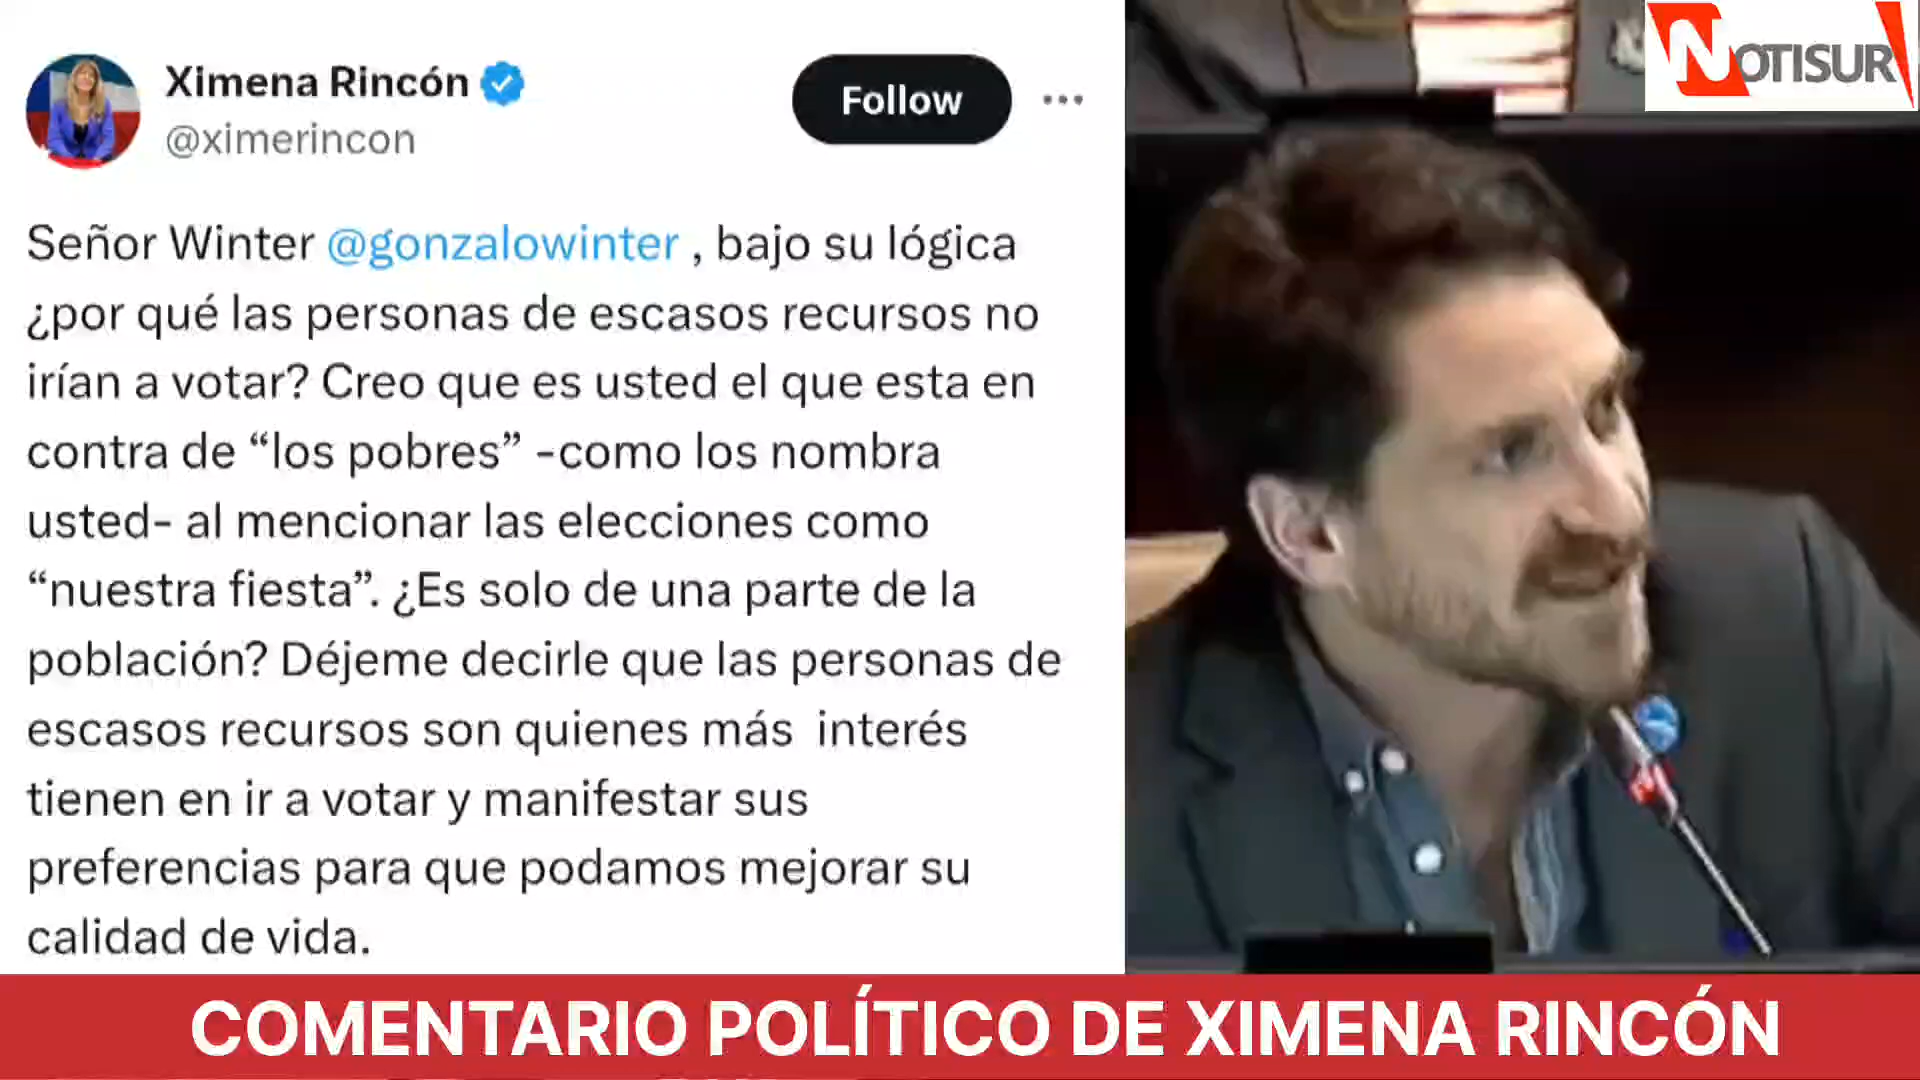 Ximena Rincón
@ximerincon
Follow
NOTISUR
Señor Winter @gonzalowinter , bajo su lógica
¿por qué las personas de escasos recursos no
irían a votar? Creo que es usted el que esta en
contra de “los pobres” -como los nombra
usted- al mencionar las elecciones como
“nuestra fiesta”. ¿Es solo de una parte de la
población? Déjeme decirle que las personas de
escasos recursos son quienes más  interés
tienen en ir a votar y manifestar sus
preferencias para que podamos mejorar su
calidad de vida.
COMENTARIO POLÍTICO DE XIMENA RINCÓN